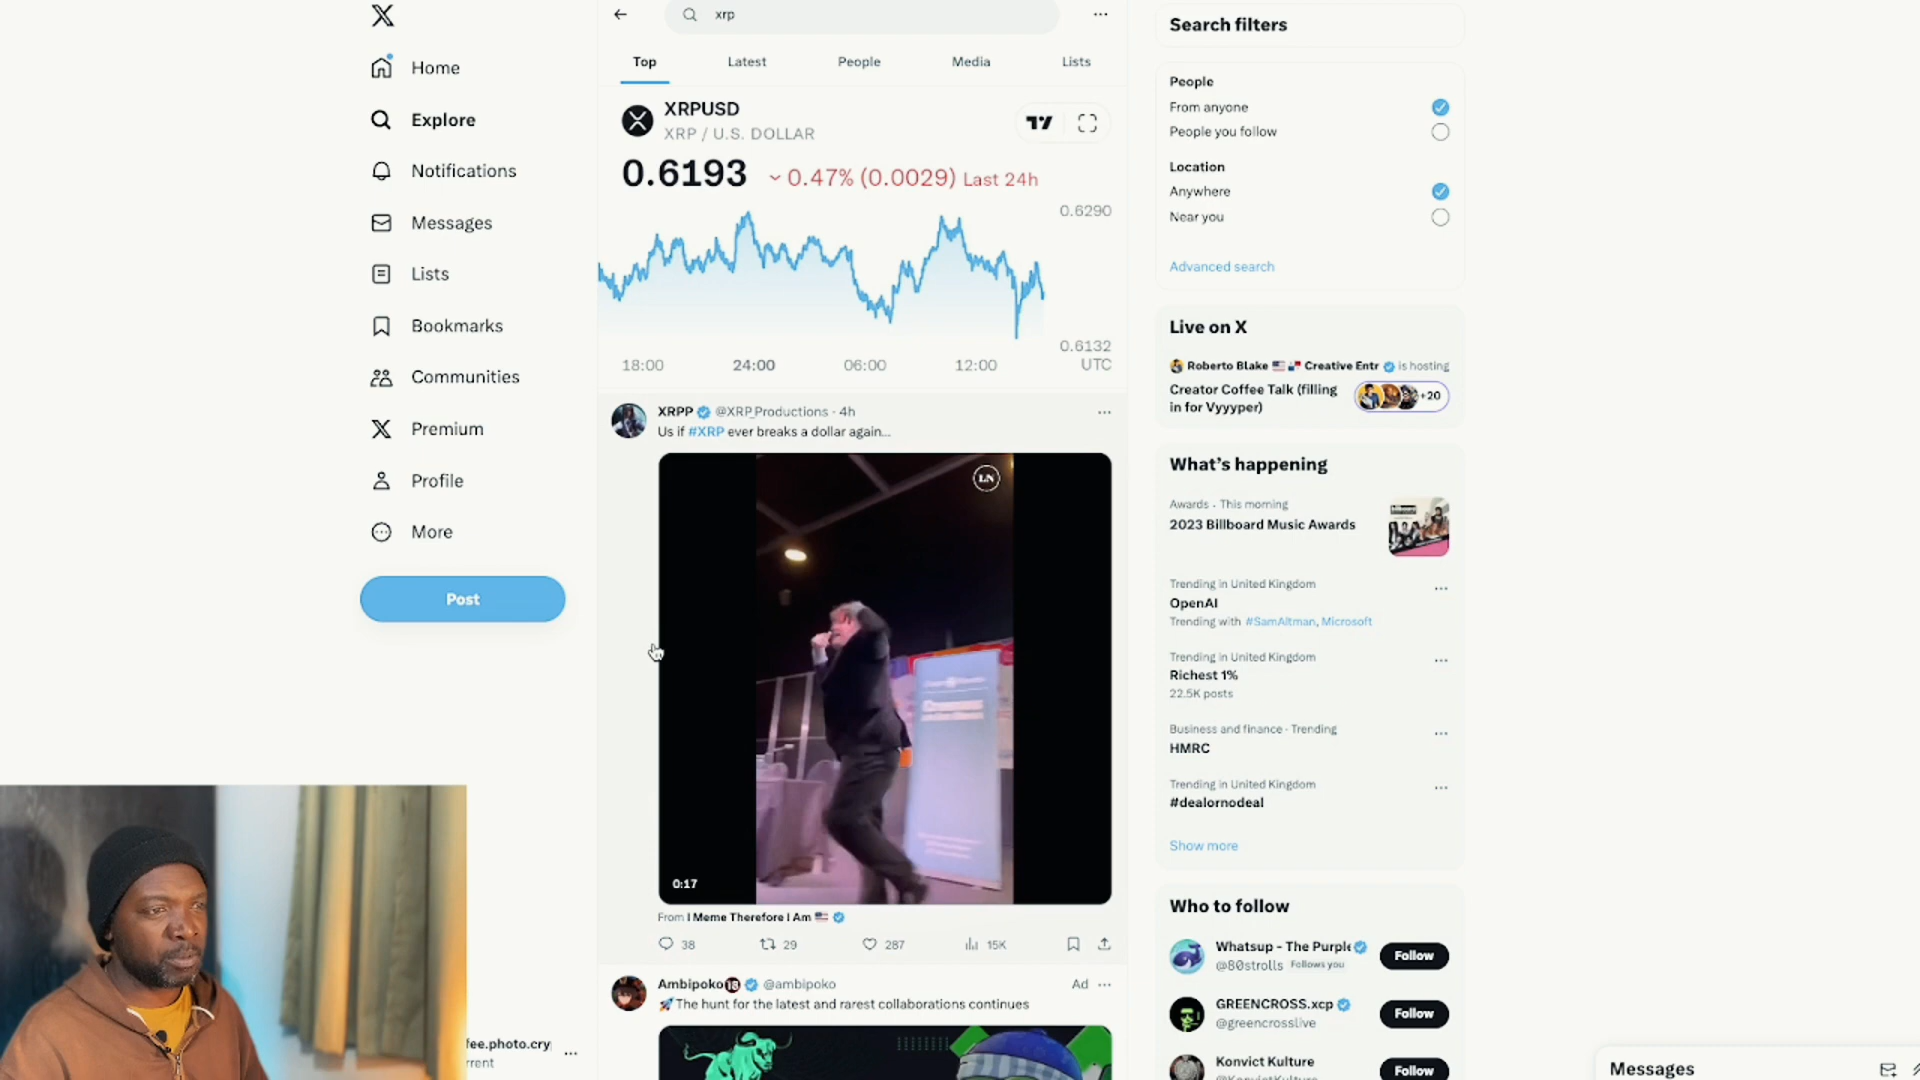 Home
Explore
Notifications
Messages
Lists
Bookmarks
Communities
Premium
Profile
More
Post
fee.photo.cry
rrent
xrp
Top
Latest
People
Media
Lists
XRPUSD
XRP / U.S. DOLLAR
0.6193
0.47% (0.0029) Last 24h
0.6290
0.6132
18:00
24:00
06:00
12:00
UTC
XRPP @XRP_Productions · 4h
Us if #XRP ever breaks a dollar again...
LN
0:17
From I Meme Therefore I Am
38
29
287
15K
Ambipoko @ambipoko
Ad
The hunt for the latest and rarest collaborations continues
Search filters
People
From anyone
People you follow
Location
Anywhere
Near you
Advanced search
Live on X
Roberto Blake Creative Entr is hosting
Creator Coffee Talk (filling
in for Vyyyper)
+20
What's happening
Awards · This morning
2023 Billboard Music Awards
Trending in United Kingdom
OpenAI
Trending with #SamAltman, Microsoft
Trending in United Kingdom
Richest 1%
22.5K posts
Business and finance · Trending
HMRC
Trending in United Kingdom
#dealornodeal
Show more
Who to follow
Whatsup - The Purple
@80strolls Follows you
Follow
GREENCROSS.xcp
@greencrosslive
Follow
Konvict Kulture
@KonvictKulture
Follow
Messages